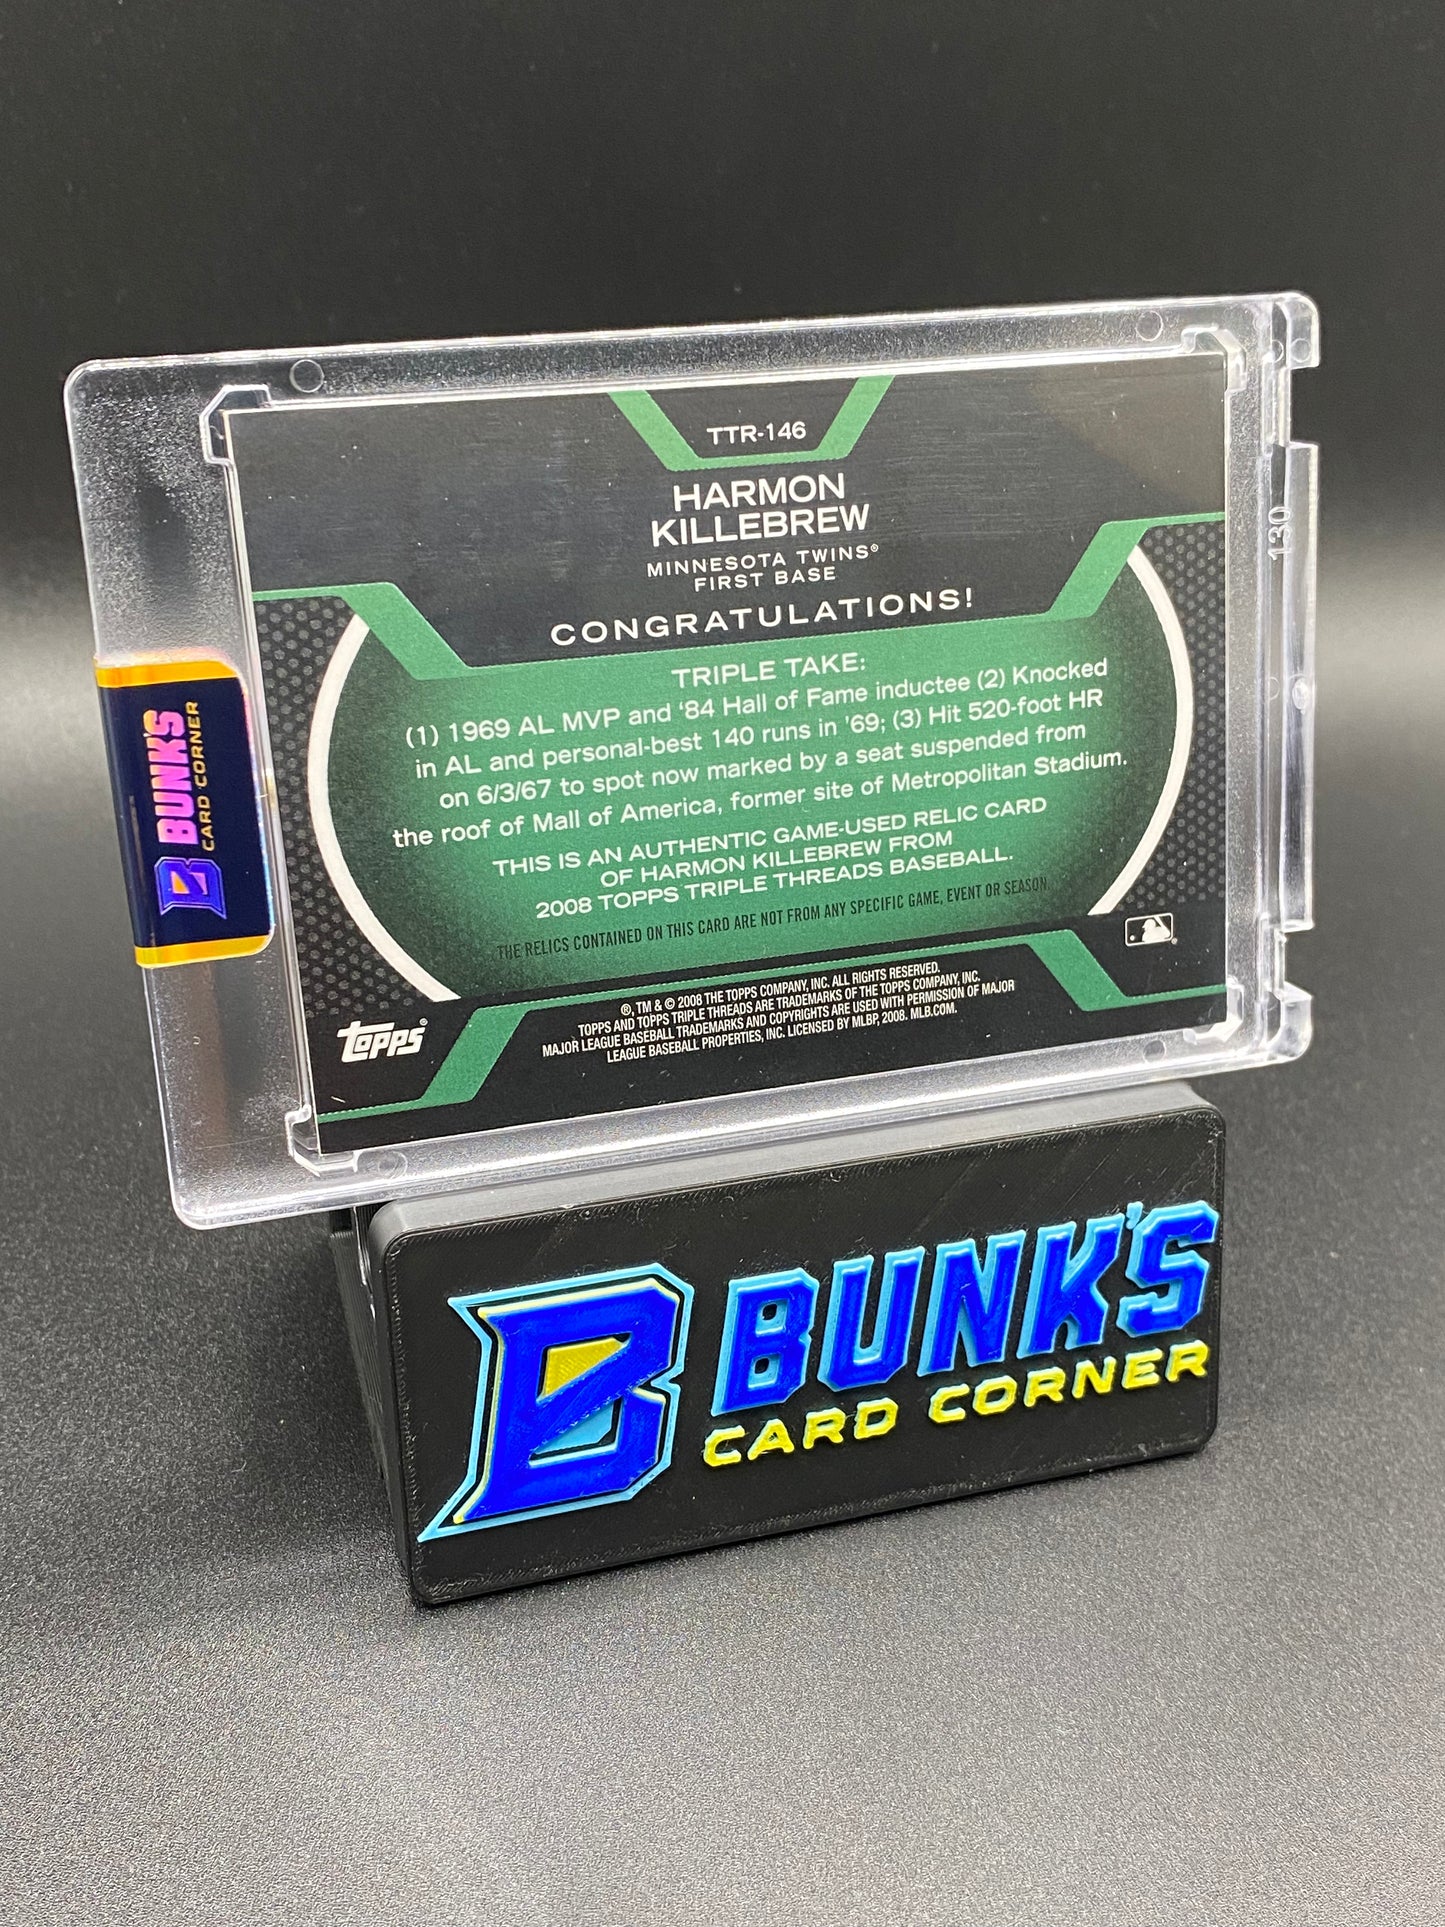 TTR-146
HARMON
KILLEBREW
MINNESOTA TWINS®
FIRST BASE
CONGRATULATIONS!
TRIPLE TAKE:
(1) 1969 AL MVP and '84 Hall of Fame inductee (2) Knocked
in AL and personal-best 140 runs in '69; (3) Hit 520-foot HR
on 6/3/67 to spot now marked by a seat suspended from
the roof of Mall of America, former site of Metropolitan Stadium.
THIS IS AN AUTHENTIC GAME-USED RELIC CARD
OF HARMON KILLEBREW FROM
2008 TOPPS TRIPLE THREADS BASEBALL.
THE RELICS CONTAINED ON THIS CARD ARE NOT FROM ANY SPECIFIC GAME, EVENT OR SEASON.
®, TM & © 2008 THE TOPPS COMPANY, INC. ALL RIGHTS RESERVED.
TOPPS AND TOPPS TRIPLE THREADS ARE TRADEMARKS OF THE TOPPS COMPANY, INC.
MAJOR LEAGUE BASEBALL TRADEMARKS AND COPYRIGHTS ARE USED WITH PERMISSION OF MAJOR
LEAGUE BASEBALL PROPERTIES, INC. LICENSED BY MLBP, 2008. MLB.COM.
topps®
130
B BUNK'S
CARD CORNER
B BUNK'S
CARD CORNER